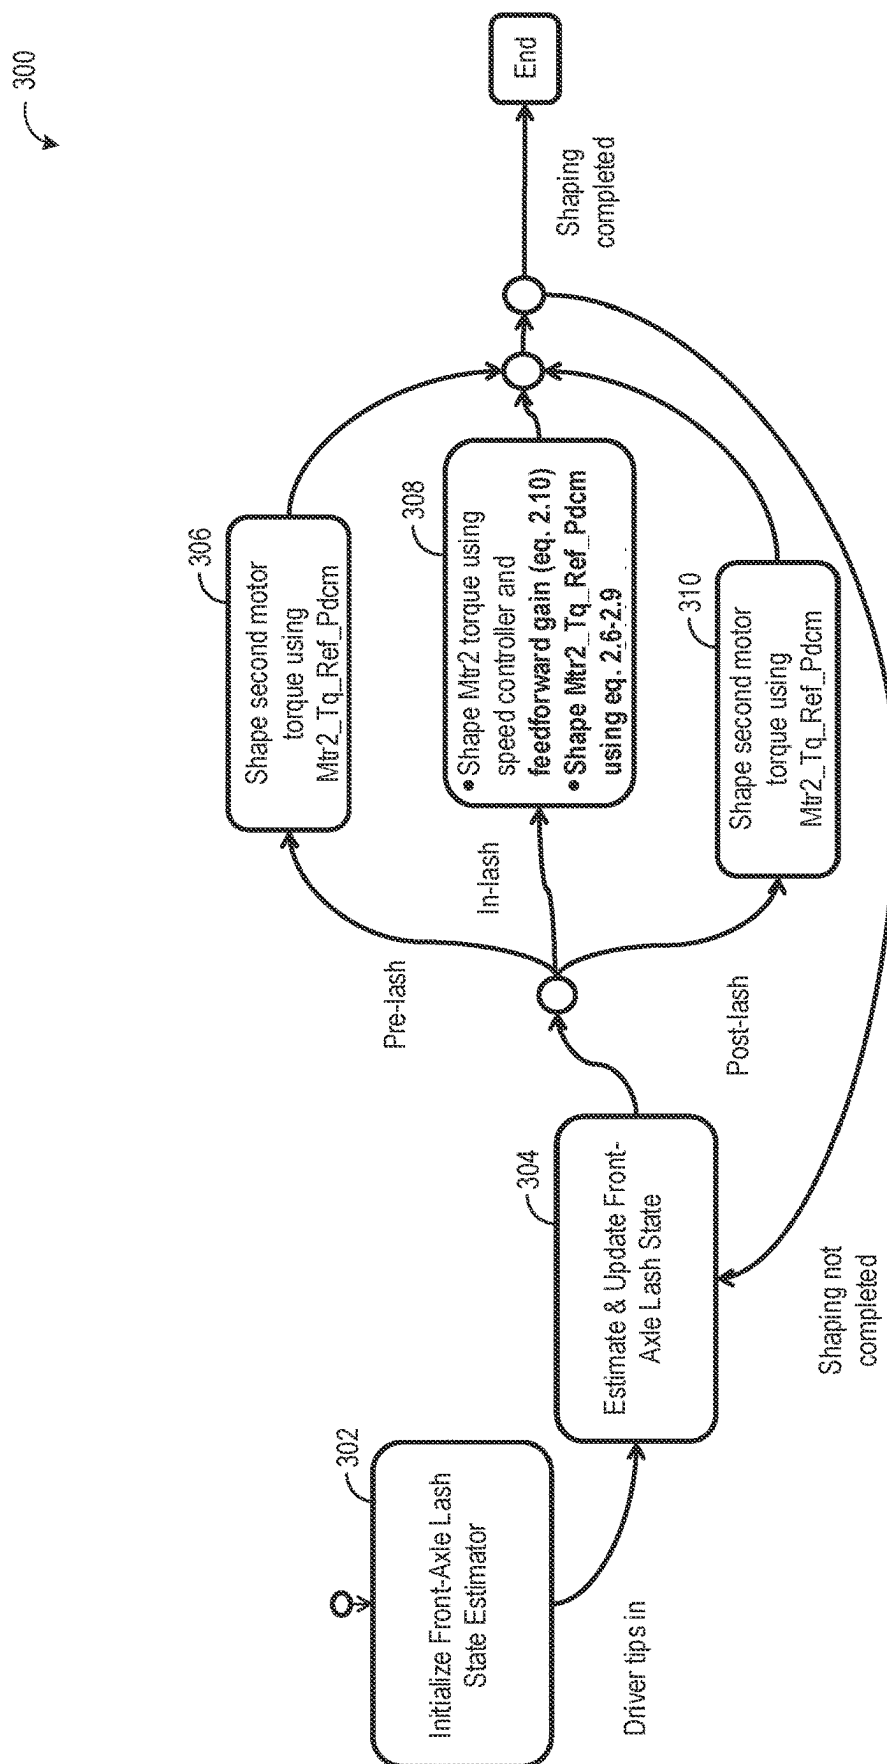 300
302
Initialize Front-Axle Lash
State Estimator
Driver tips in
304
Estimate & Update Front-
Axle Lash State
Pre-lash
In-lash
Post-lash
306
Shape second motor
torque using
Mtr2_Tq_Ref_Pdcm
308
• Shape Mtr2 torque using
speed controller and
feedforward gain (eq. 2.10)
• Shape Mtr2_Tq_Ref_Pdcm
using eq. 2.6-2.9
310
Shape second motor
torque using
Mtr2_Tq_Ref_Pdcm
Shaping not
completed
Shaping
completed
End